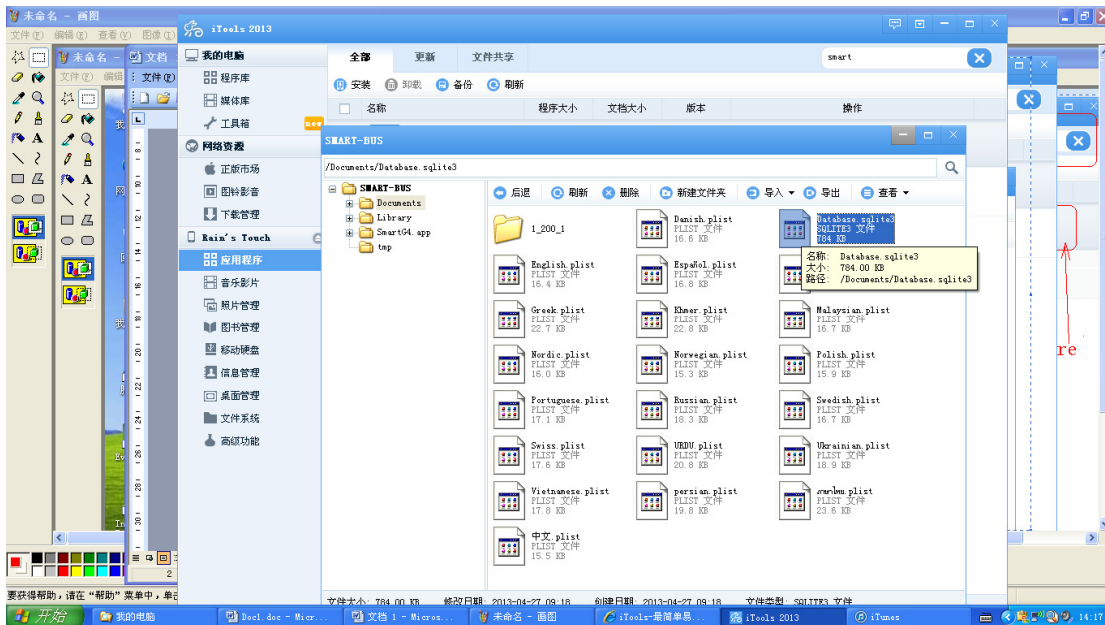 未命名 - 画图
文件(F) 编辑(E) 查看(V) 图像(I)
未命名 -
文件(F) 编辑
文档
文件(F)
iTools 2013
我的电脑
程序库
媒体库
工具箱
new
网络资源
正版市场
图铃影音
下载管理
Rain's Touch
应用程序
音乐影片
照片管理
图书管理
移动硬盘
信息管理
桌面管理
文件系统
高级功能
全部 更新 文件共享
smart
安装 卸载 备份 刷新
名称 程序大小 文档大小 版本 操作
SMART-BUS
/Documents/Database.sqlite3
SMART-BUS
Documents
Library
SmartG4.app
tmp
后退 刷新 删除 新建文件夹 导入 导出 查看
1_200_1
Danish.plist
PLIST 文件
16.6 KB
Database.sqlite3
SQLITE3 文件
784 KB
名称: Database.sqlite3
大小: 784.00 KB
路径: /Documents/Database.sqlite3
English.plist
PLIST 文件
16.4 KB
Español.plist
PLIST 文件
16.8 KB
Greek.plist
PLIST 文件
22.7 KB
Khmer.plist
PLIST 文件
22.8 KB
Malaysian.plist
PLIST 文件
16.7 KB
Nordic.plist
PLIST 文件
16.0 KB
Norwegian.plist
PLIST 文件
15.3 KB
Polish.plist
PLIST 文件
15.9 KB
Portuguese.plist
PLIST 文件
17.1 KB
Russian.plist
PLIST 文件
18.3 KB
Swedish.plist
PLIST 文件
16.7 KB
Swiss.plist
PLIST 文件
17.6 KB
URDU.plist
PLIST 文件
20.8 KB
Ukrainian.plist
PLIST 文件
18.9 KB
Vietnamese.plist
PLIST 文件
17.8 KB
persian.plist
PLIST 文件
19.8 KB
.plist
PLIST 文件
23.6 KB
中文.plist
PLIST 文件
15.5 KB
文件大小: 784.00 KB 修改日期: 2013-04-27 09:18 创建日期: 2013-04-27 09:18 文件类型: SQLITE3 文件
re
要获得帮助,请在“帮助”菜单中,单击
开始 我的电脑 Doc1.doc - Micr... 文档 1 - Micros... 未命名 - 画图 iTools-最简单易... iTools 2013 iTunes 14:17